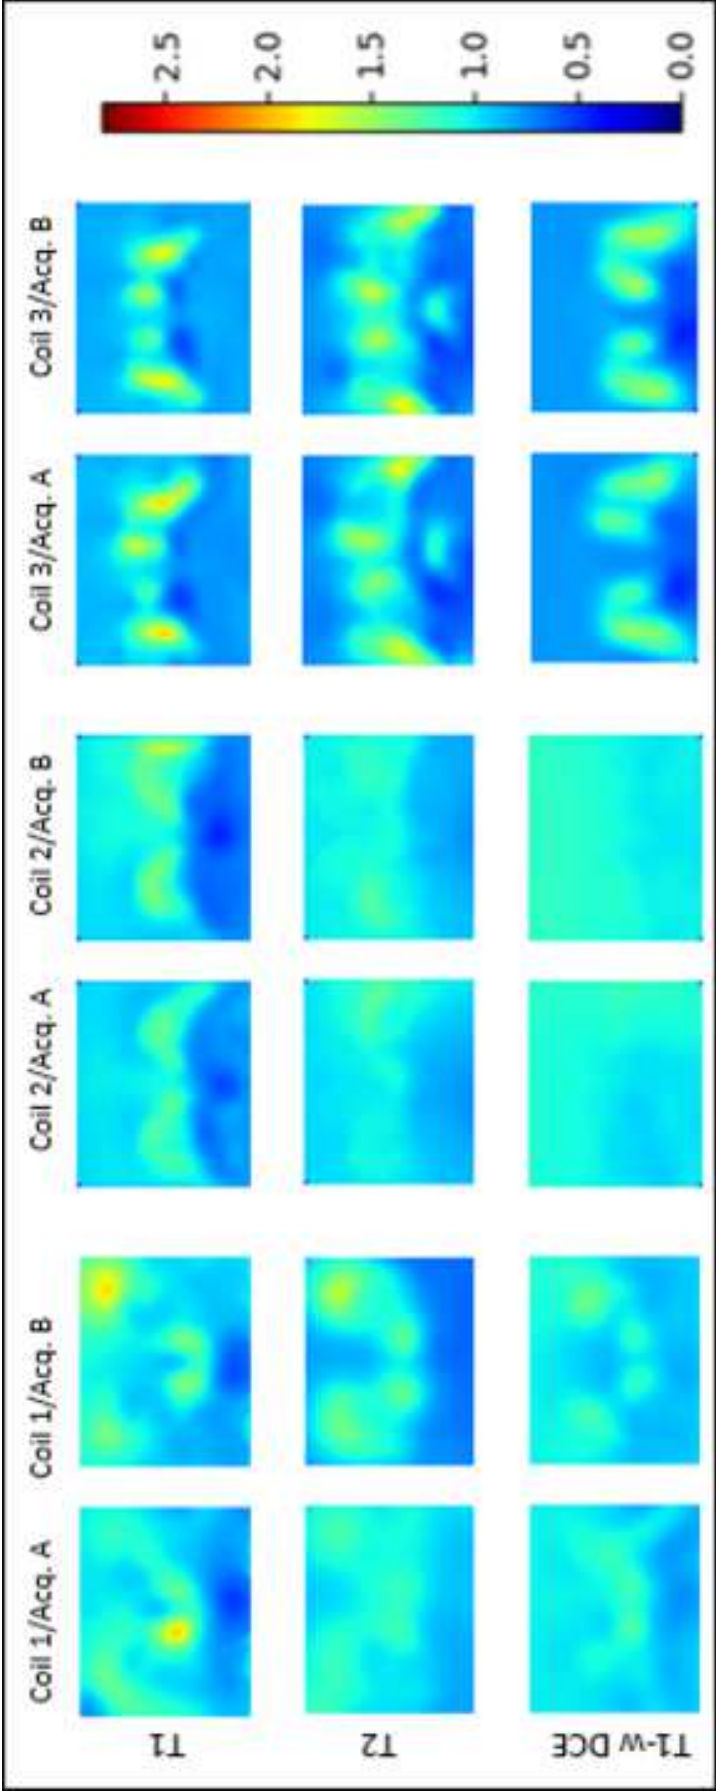 Coil 1/Acq. A
Coil 1/Acq. B
Coil 2/Acq. A
Coil 2/Acq. B
Coil 3/Acq. A
Coil 3/Acq. B
T1
T2
T1-w DCE
2.5
2.0
1.5
1.0
0.5
0.0